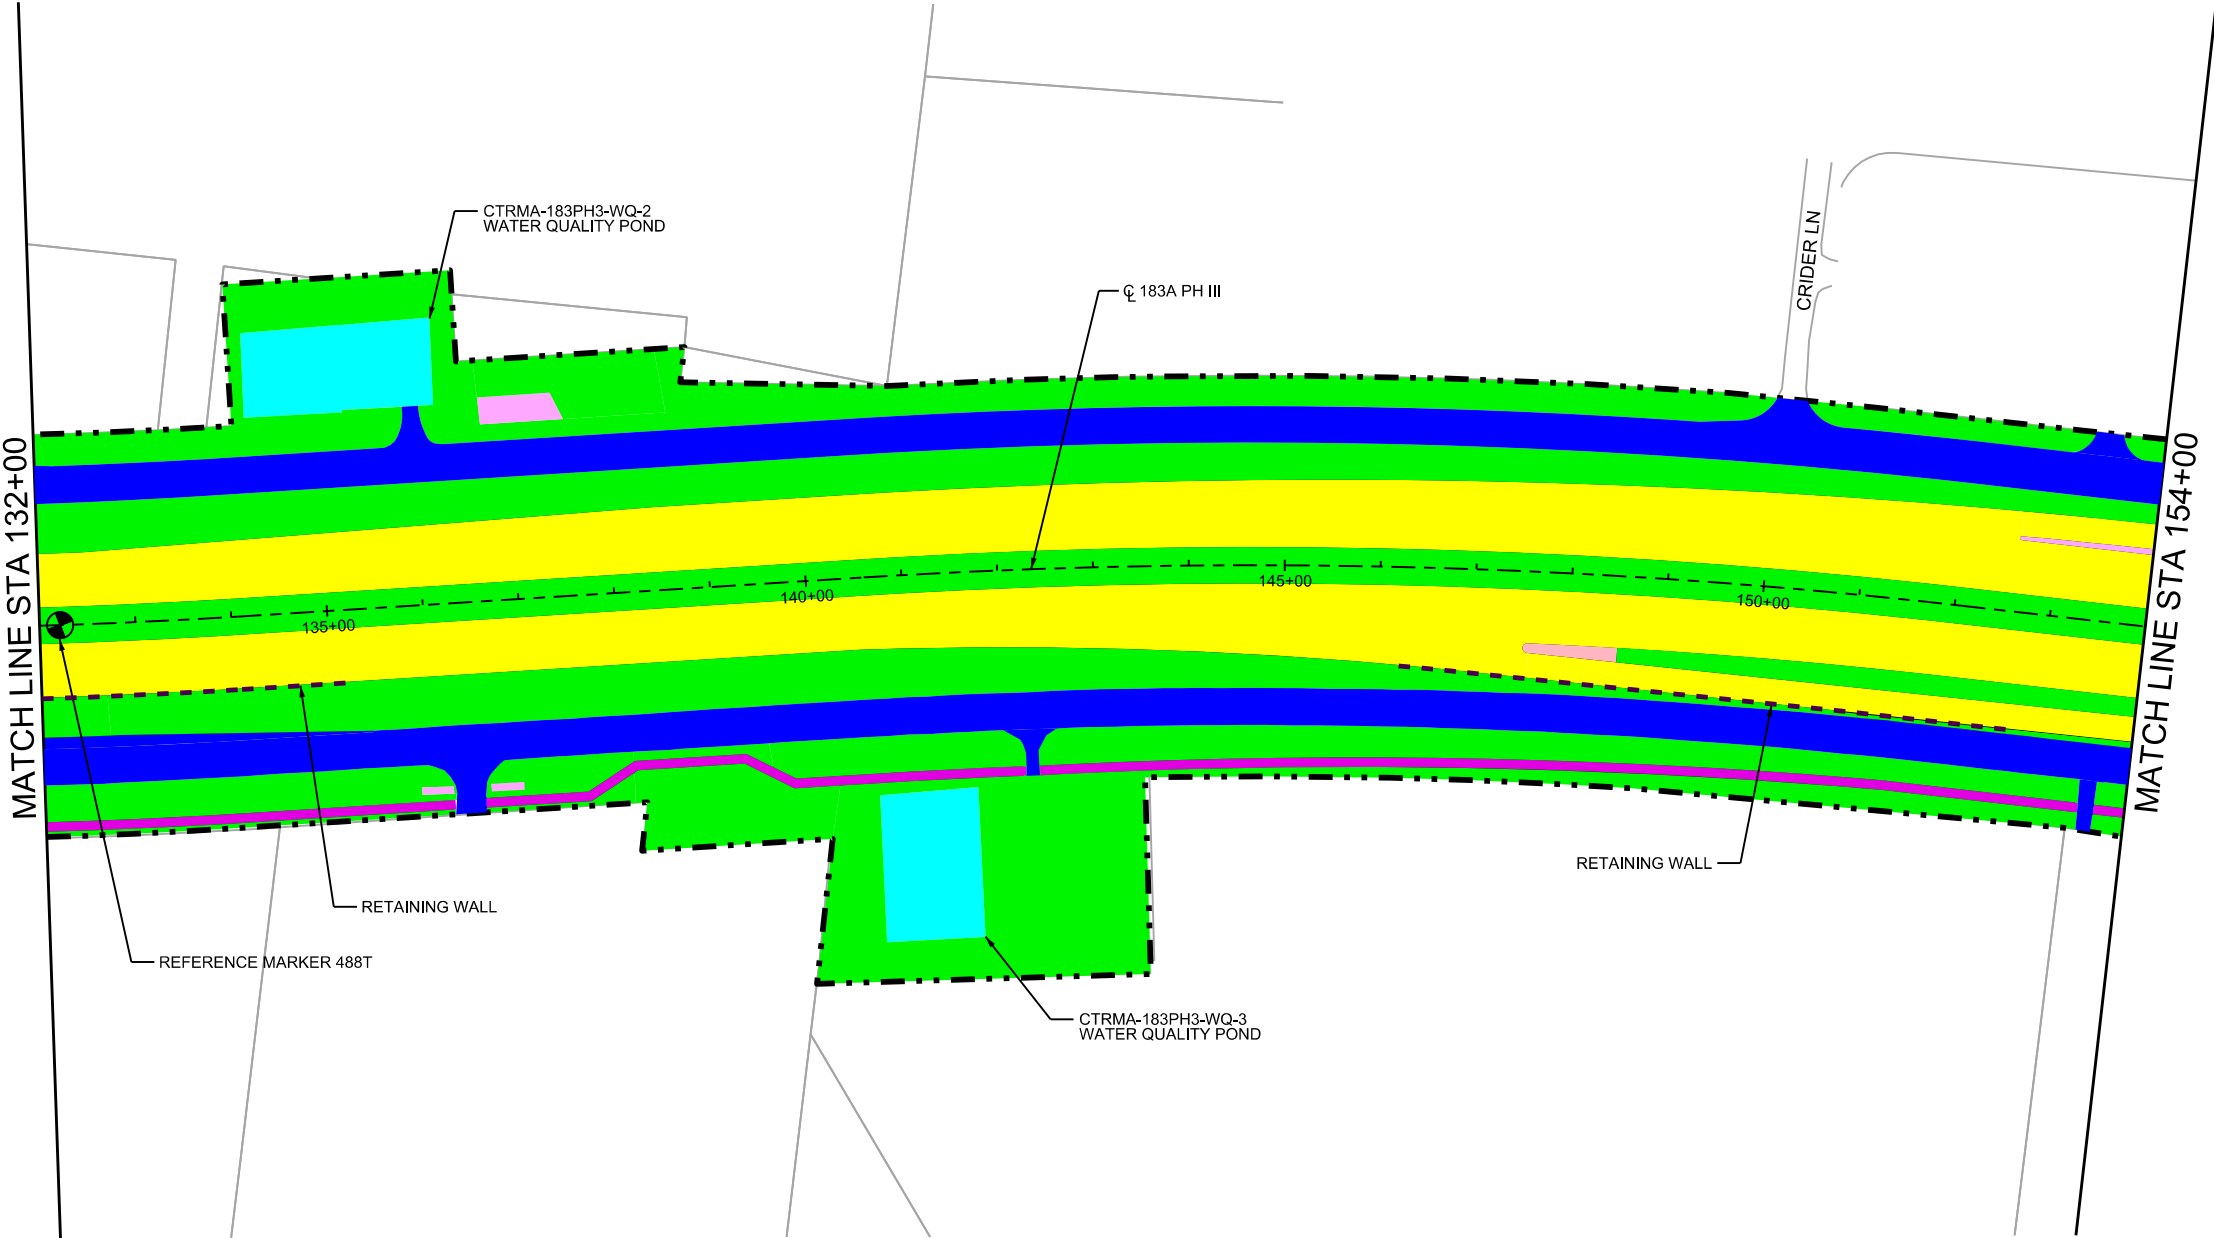 CTRMA-183PH3-WQ-2
WATER QUALITY POND
℄ 183A PH III
CRIDER LN
MATCH LINE STA 132+00
MATCH LINE STA 154+00
135+00
140+00
145+00
150+00
RETAINING WALL
RETAINING WALL
REFERENCE MARKER 488T
CTRMA-183PH3-WQ-3
WATER QUALITY POND